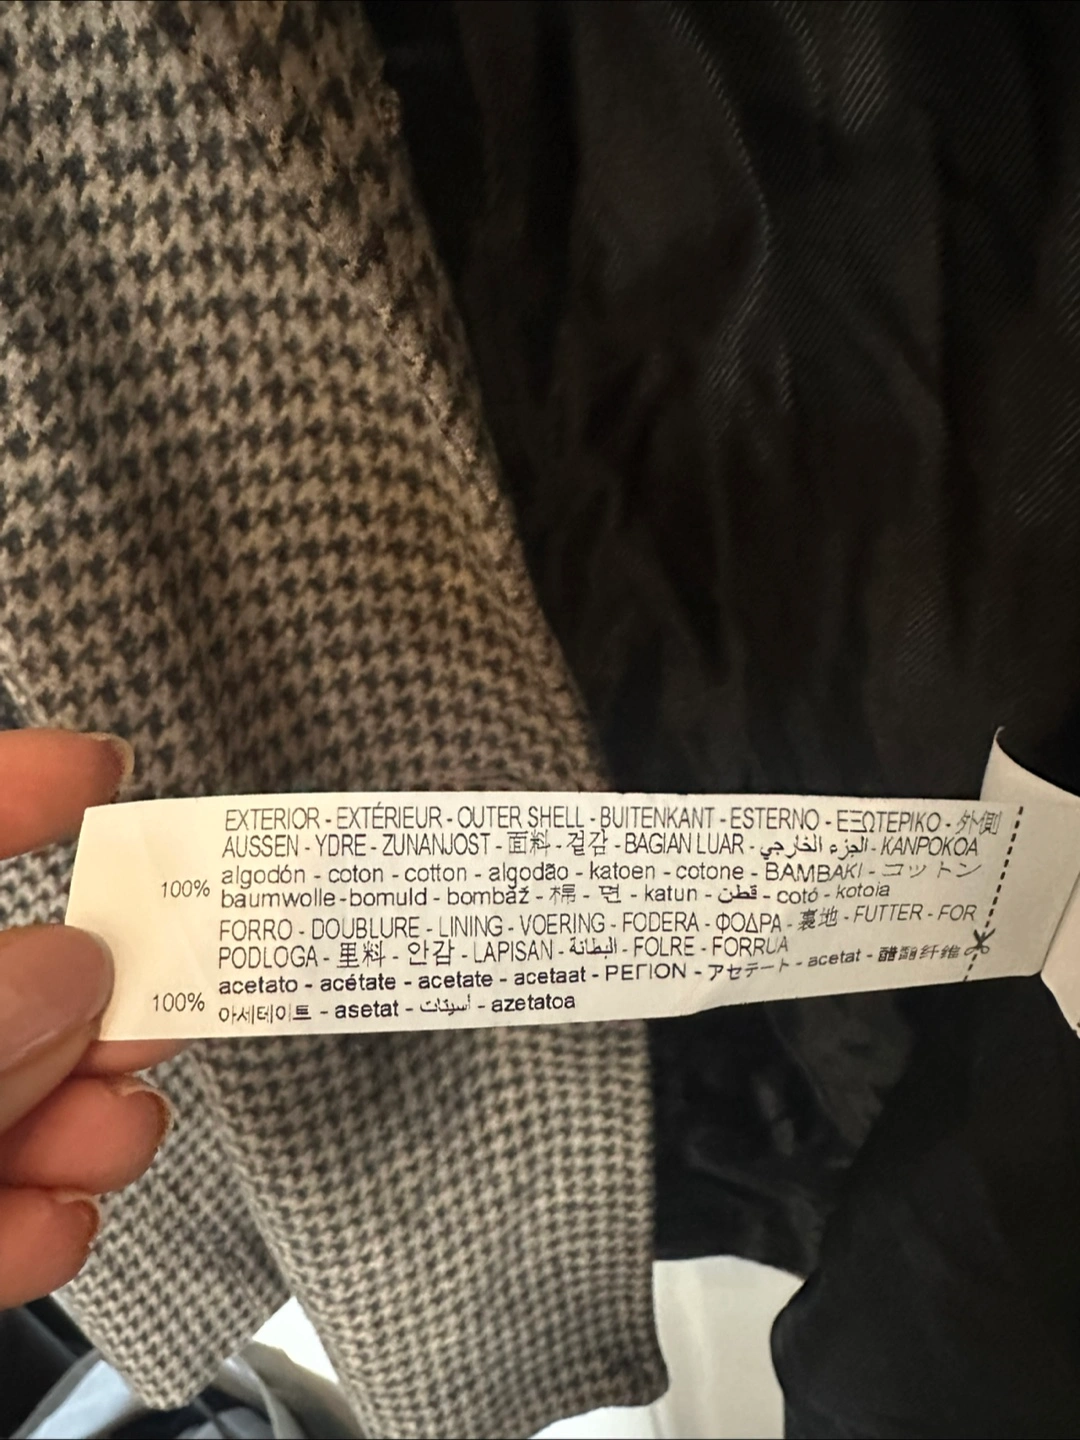 EXTERIOR - EXTÉRIEUR - OUTER SHELL - BUITENKANT - ESTERNO - ΕΞΩΤΕΡΙΚΟ - 外側
AUSSEN - YDRE - ZUNANJOST - 面料 - 겉감 - BAGIAN LUAR - الجزء الخارجي - KANPOKOA
100% algodón - coton - cotton - algodão - katoen - cotone - BAMBAKI - コットン
baumwolle - bomuld - bombaž - 棉 - 면 - katun - قطن - cotó - kotoia
FORRO - DOUBLURE - LINING - VOERING - FODERA - ΦΟΔΡΑ - 裏地 - FUTTER - FOR
PODLOGA - 里料 - 안감 - LAPISAN - البطانة - FOLRE - FORRUA
100% acetato - acétate - acetate - acetaat - ΡΕΓΙΟΝ - アセテート - acetat - 醋酯纤维
아세테이트 - asetat - أسيتات - azetatoa